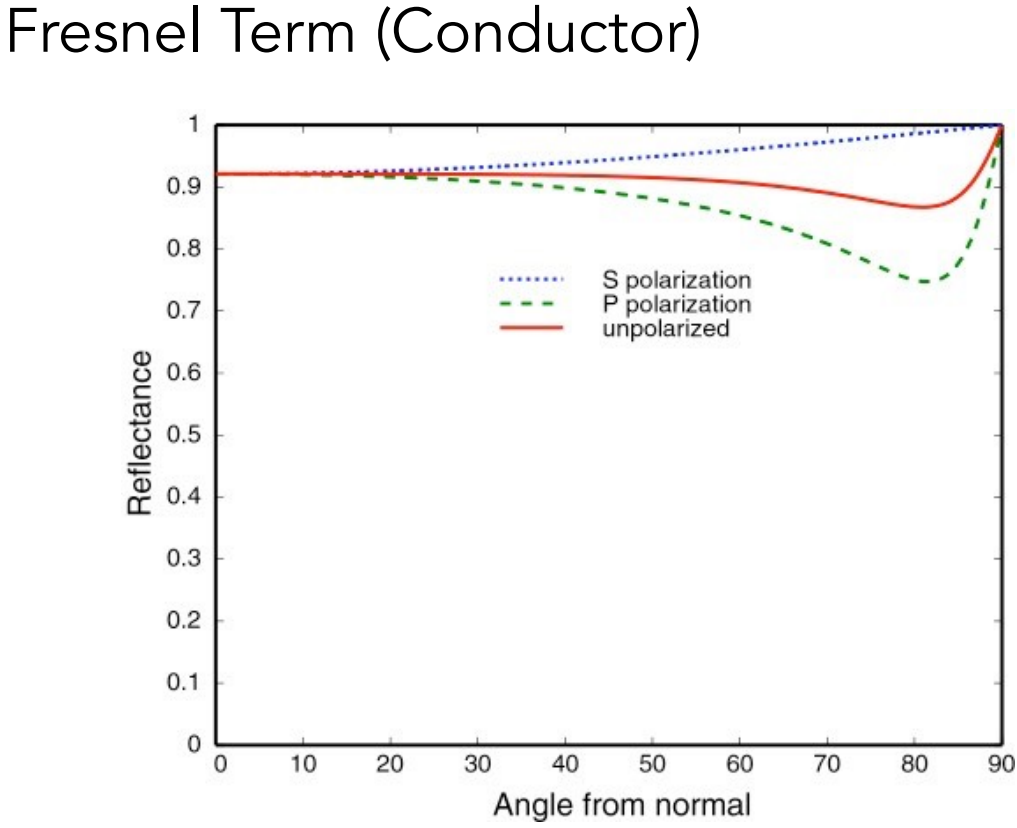 Fresnel Term (Conductor)
1
0.9
0.8
0.7
0.6
0.5
0.4
0.3
0.2
0.1
0
Reflectance
S polarization
P polarization
unpolarized
0 10 20 30 40 50 60 70 80 90
Angle from normal